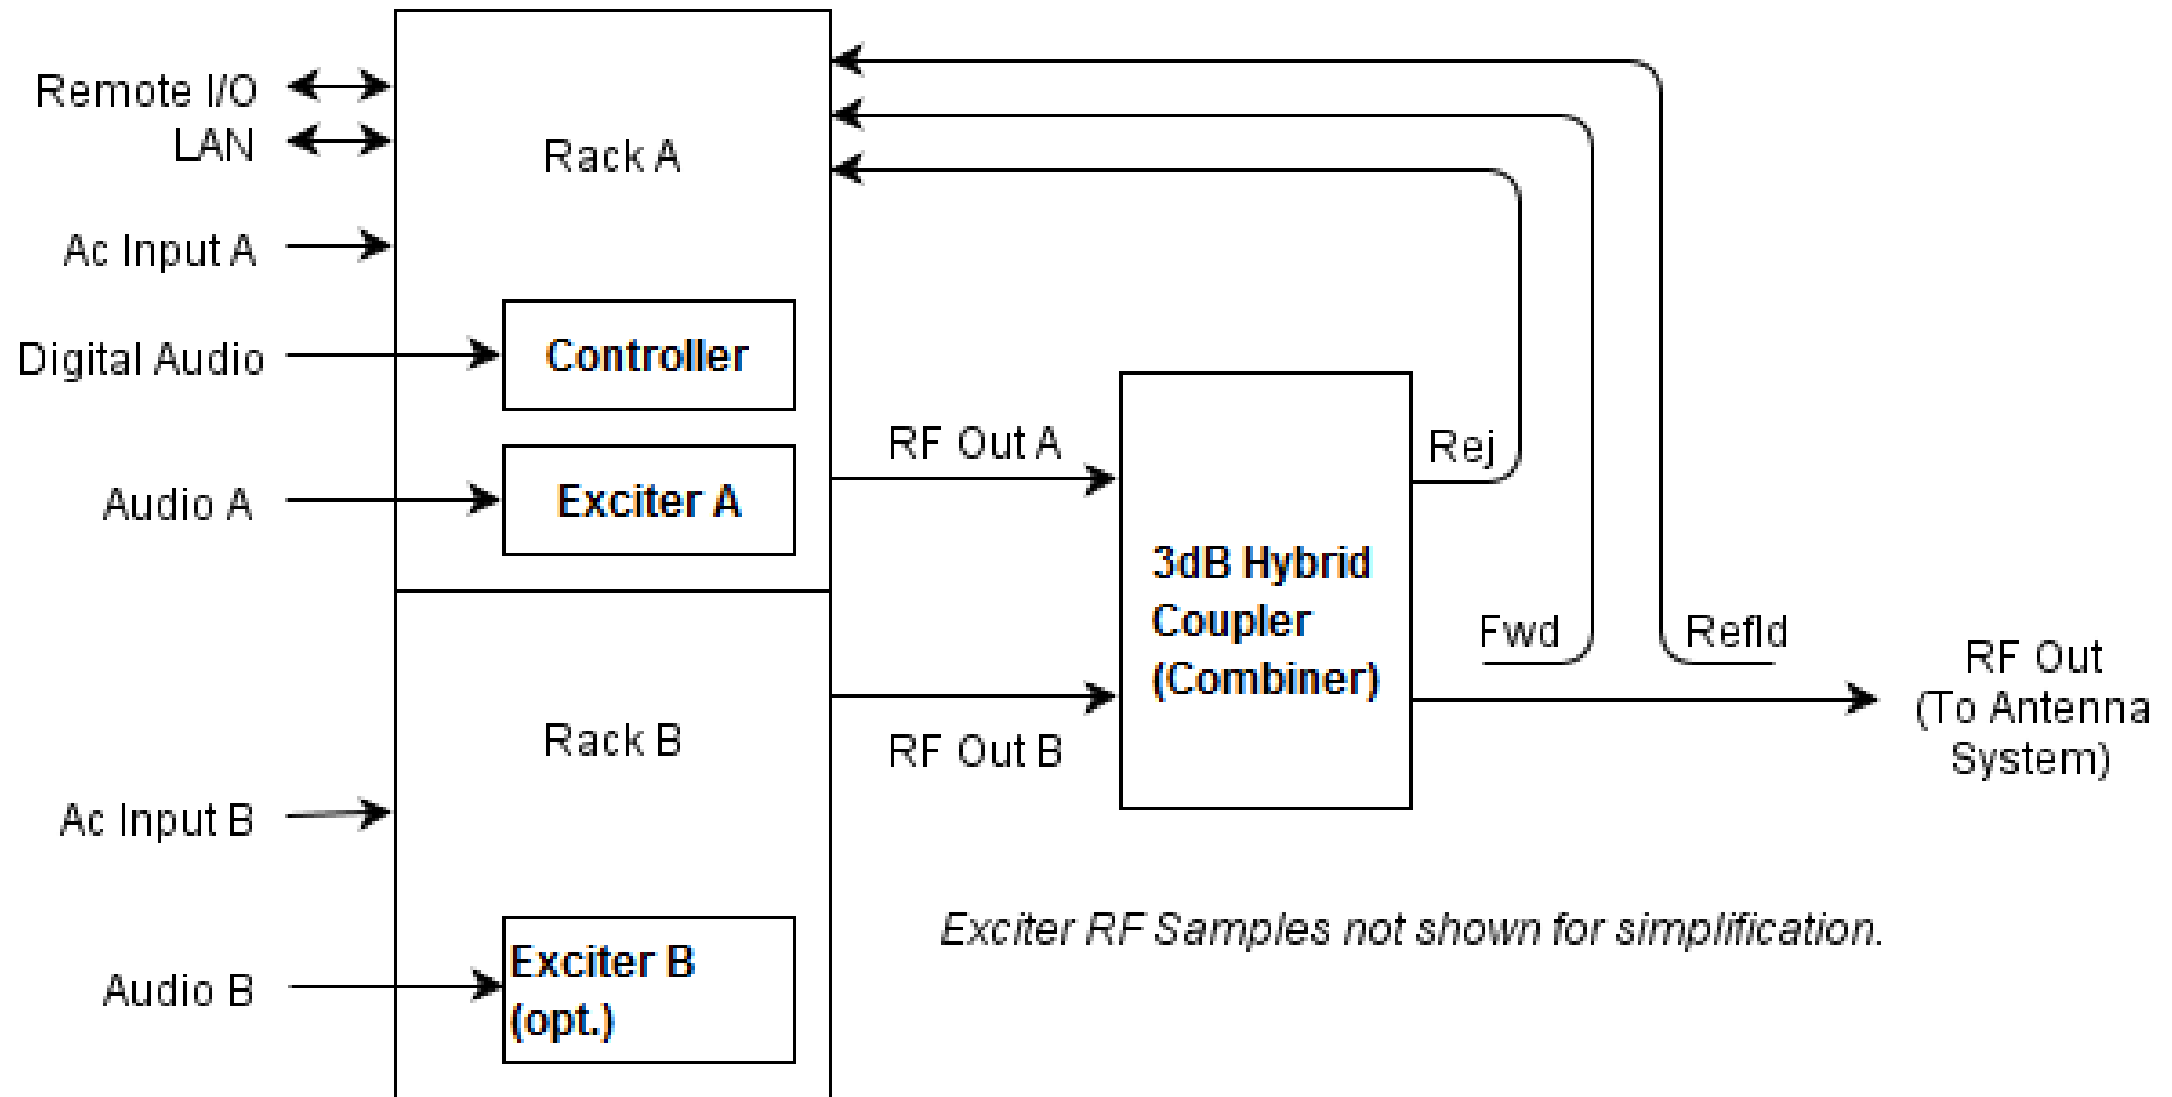 Remote I/O
LAN
Rack A
Ac Input A
Digital Audio
Controller
Audio A
Exciter A
RF Out A
Rej
3dB Hybrid
Coupler
(Combiner)
Fwd
Refld
RF Out
(To Antenna
System)
Rack B
RF Out B
Ac Input B
Exciter RF Samples not shown for simplification.
Audio B
Exciter B
(opt.)